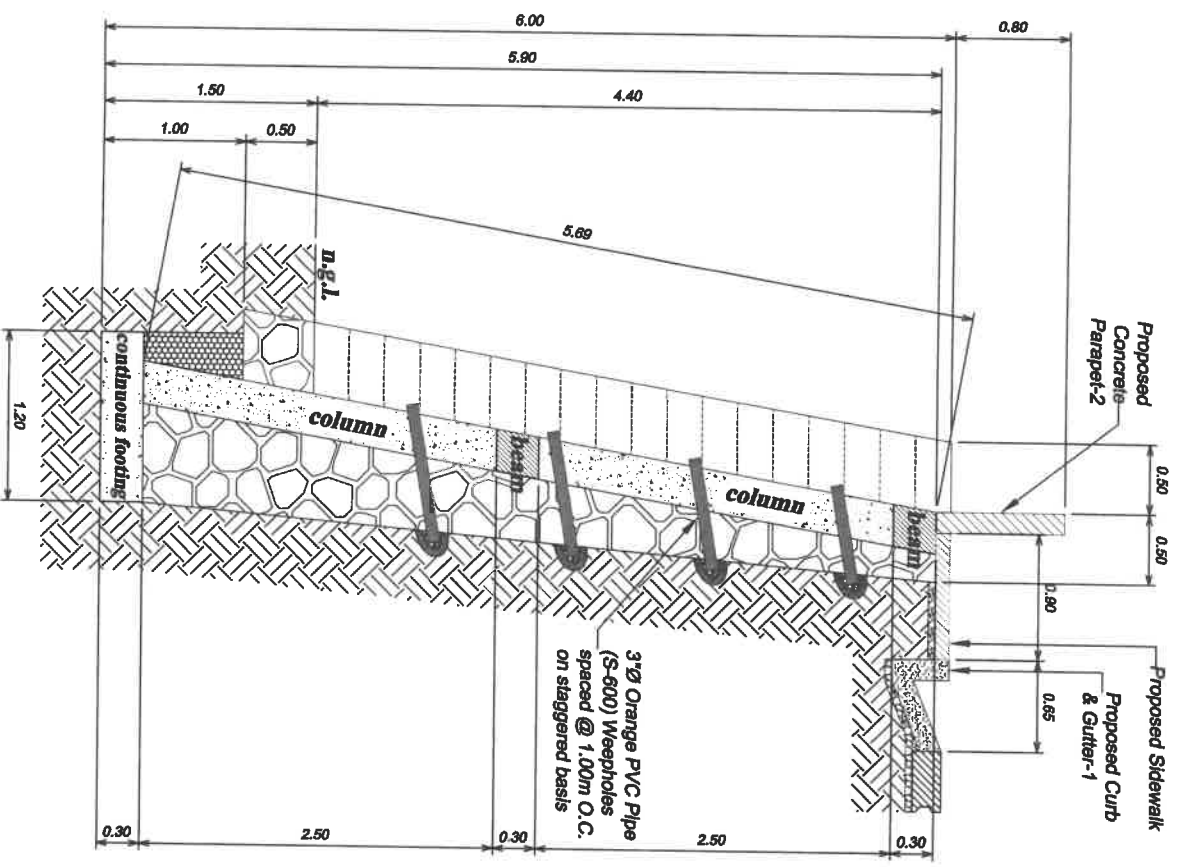 6.00
0.80
5.90
1.50
4.40
1.00
0.50
5.69
n.g.l.
Proposed
Concrete
Parapet-2
0.50
0.50
0.90
0.65
Proposed Sidewalk
Proposed Curb
& Gutter-1
continuous footing
column
beam
column
beam
1.20
3"Ø Orange PVC Pipe
(S-600) Weepholes
spaced @ 1.00m O.C.
on staggered basis
0.30
2.50
0.30
2.50
0.30